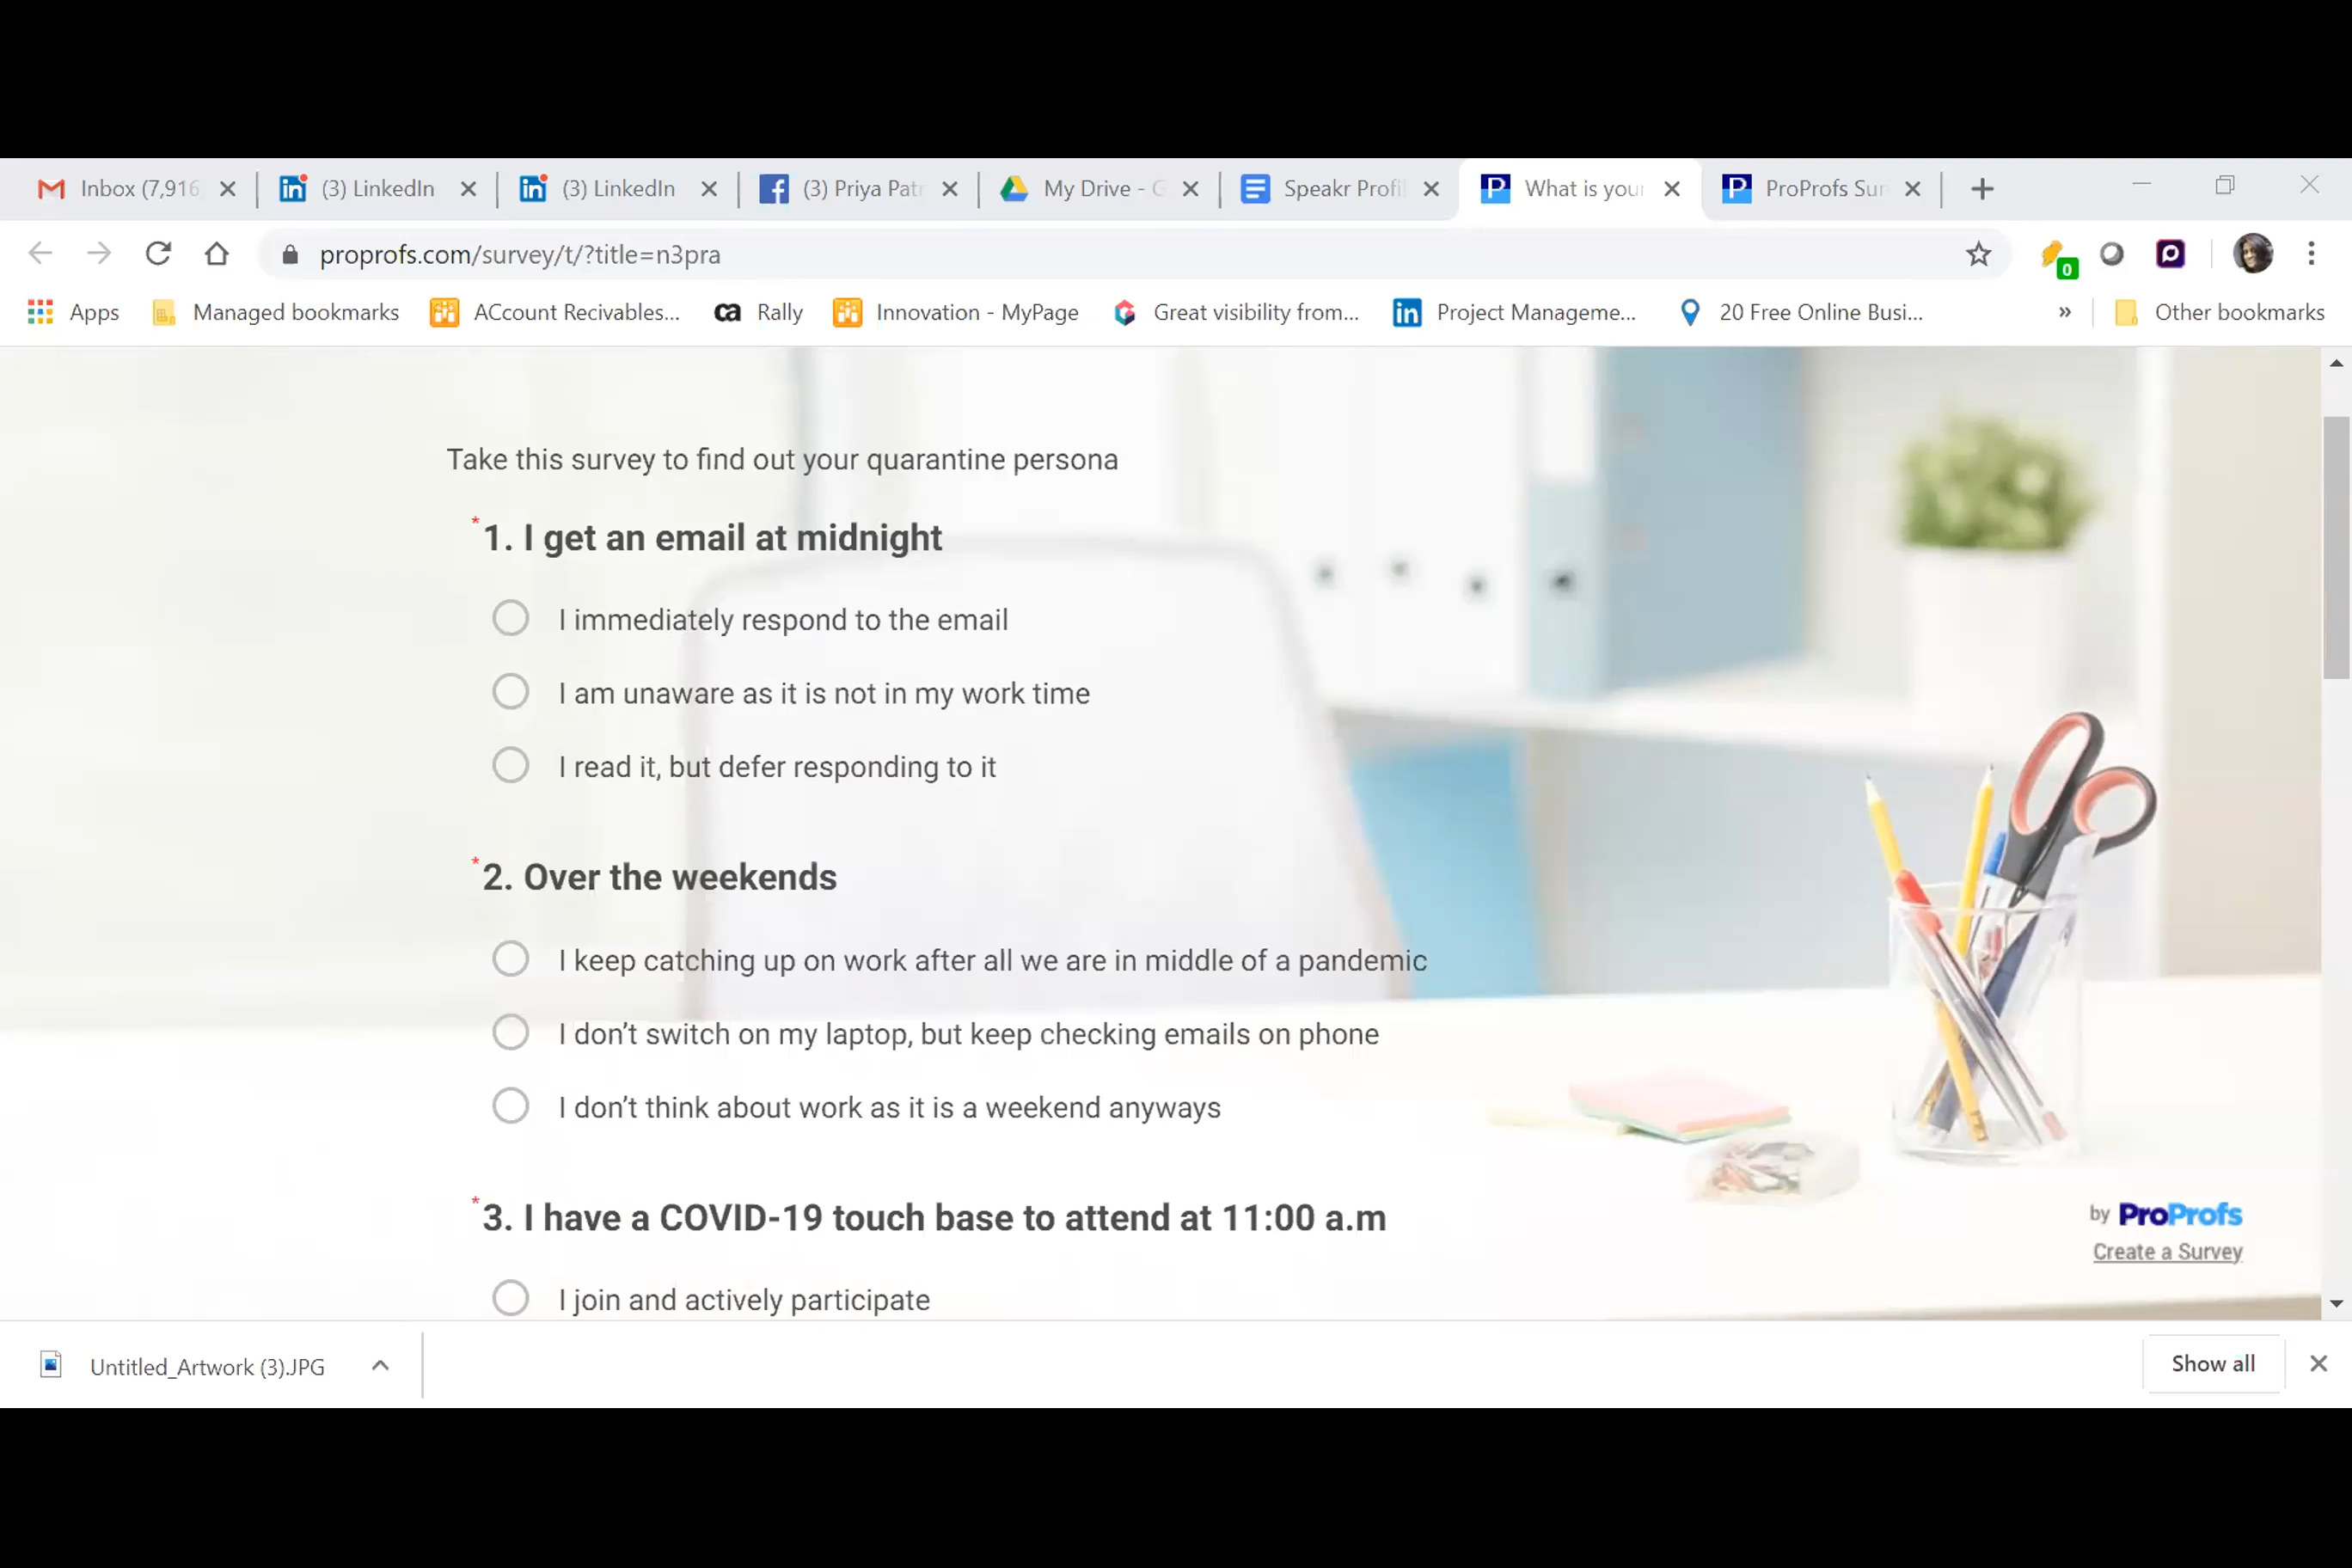 Inbox (7,916
(3) LinkedIn
(3) LinkedIn
(3) Priya Pat
My Drive - G
Speakr Profil
What is your
ProProfs Sur
proprofs.com/survey/t/?title=n3pra
0
Apps
Managed bookmarks
ACcount Recivables...
ca Rally
Innovation - MyPage
Great visibility from...
Project Manageme...
20 Free Online Busi...
»
Other bookmarks
Take this survey to find out your quarantine persona
*1. I get an email at midnight
I immediately respond to the email
I am unaware as it is not in my work time
I read it, but defer responding to it
*2. Over the weekends
I keep catching up on work after all we are in middle of a pandemic
I don’t switch on my laptop, but keep checking emails on phone
I don’t think about work as it is a weekend anyways
*3. I have a COVID-19 touch base to attend at 11:00 a.m
I join and actively participate
by ProProfs
Create a Survey
Untitled_Artwork (3).JPG
Show all